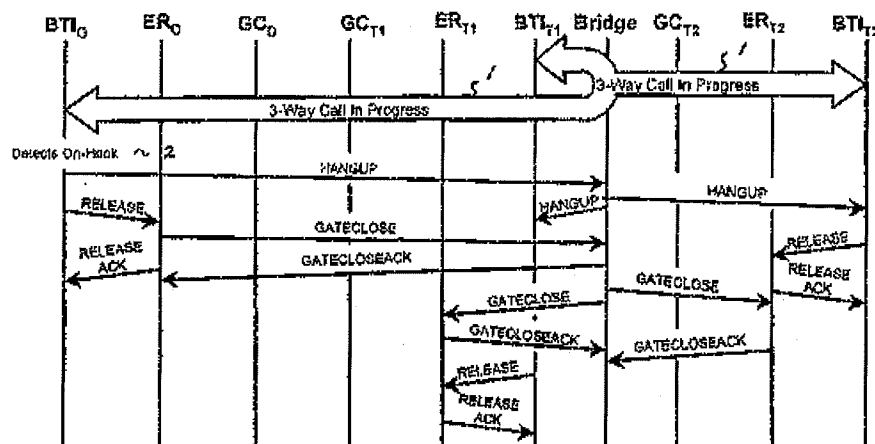 BTI_O ER_O GC_O GC_T1 ER_T1 BTI_T1 Bridge GC_T2 ER_T2 BTI_T2
5'
5'
3-Way Call In Progress
3-Way Call In Progress
Detects On-Hook ~ 2
HANGUP
HANGUP
HANGUP
RELEASE
GATECLOSE
RELEASE
RELEASE
ACK
GATECLOSEACK
RELEASE
ACK
GATECLOSE
GATECLOSE
GATECLOSEACK
GATECLOSEACK
RELEASE
RELEASE
ACK